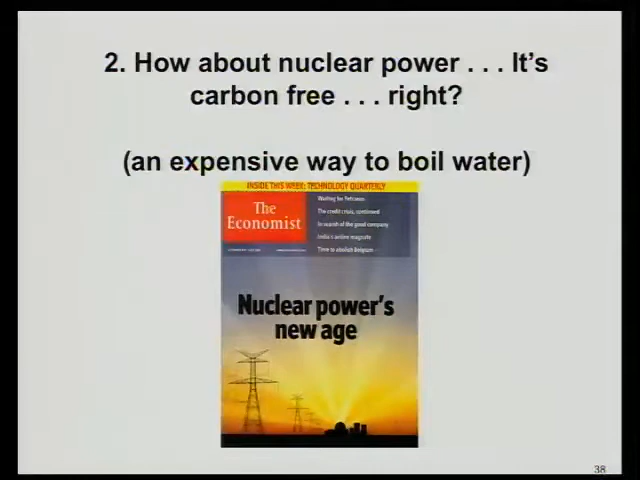 2. How about nuclear power . . . It's
carbon free . . . right?
(an expensive way to boil water)
INSIDE THIS WEEK: TECHNOLOGY QUARTERLY
The
Economist
Waiting for Petraeus
The credit crisis, continued
In search of the good company
India's airline magnate
Time to abolish Belgium
Nuclear power's
new age
38